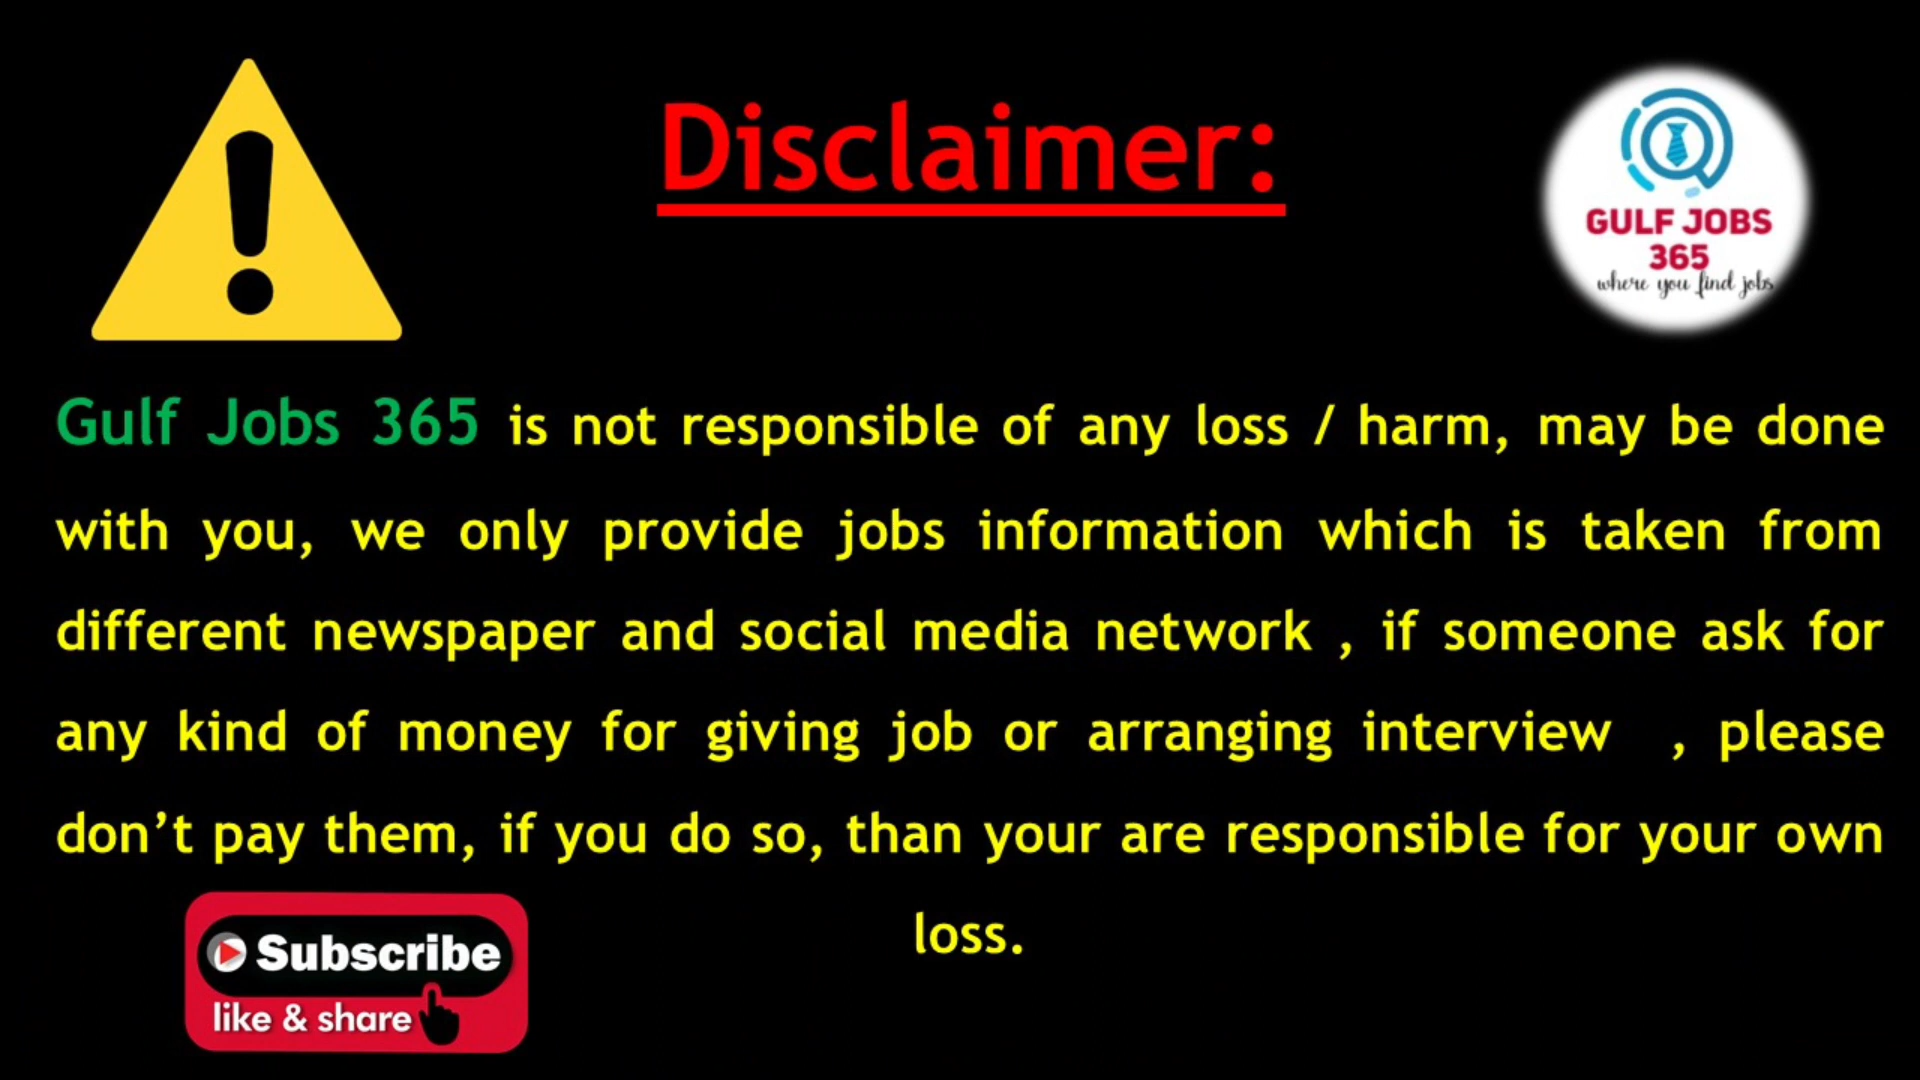 Disclaimer:
GULF JOBS
365
where you find jobs
Gulf Jobs 365 is not responsible of any loss / harm, may be done
with you, we only provide jobs information which is taken from
different newspaper and social media network , if someone ask for
any kind of money for giving job or arranging interview , please
don’t pay them, if you do so, than your are responsible for your own
loss.
Subscribe
like & share